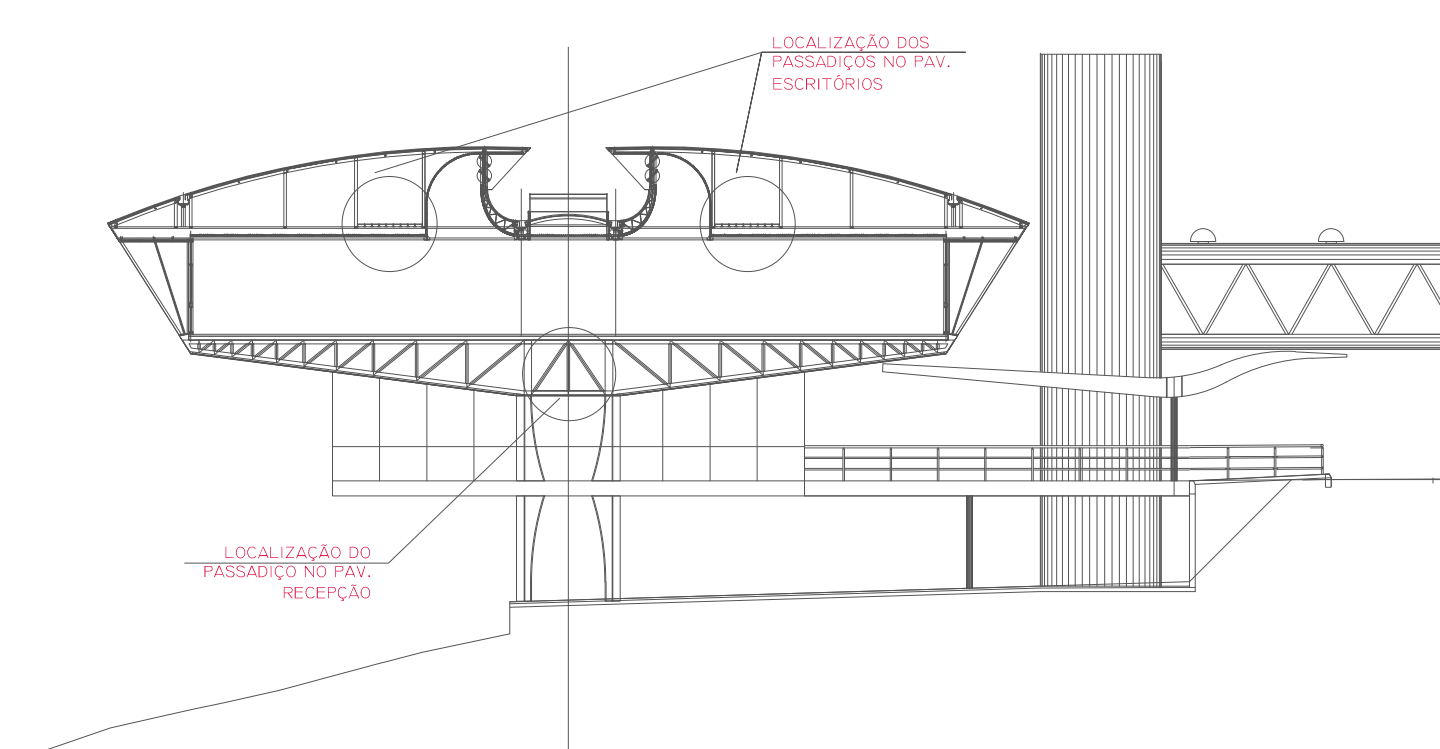 LOCALIZAÇÃO DOS
PASSADIÇOS NO PAV.
ESCRITÓRIOS
LOCALIZAÇÃO DO
PASSADIÇO NO PAV.
RECEPÇÃO